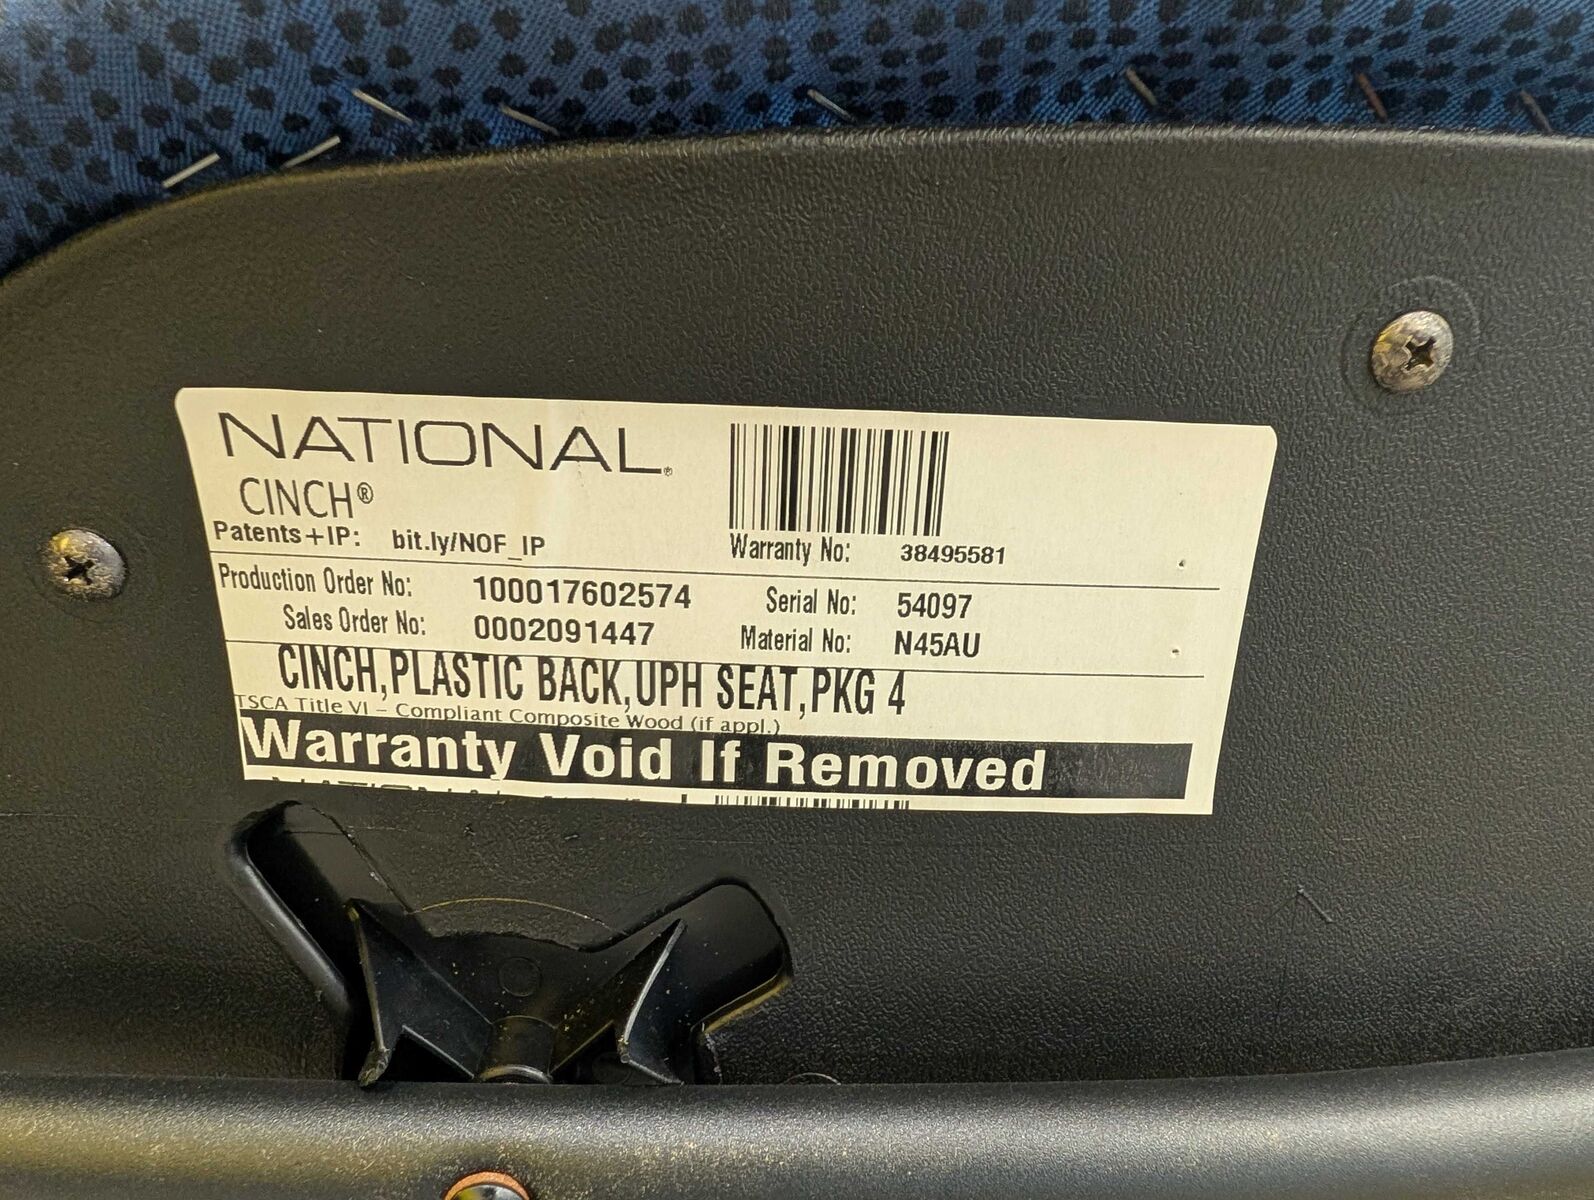 NATIONAL®
CINCH®
Patents+IP: bit.ly/NOF_IP
Warranty No: 38495581
Production Order No: 100017602574 Serial No: 54097
Sales Order No: 0002091447 Material No: N45AU
CINCH,PLASTIC BACK,UPH SEAT,PKG 4
TSCA Title VI – Compliant Composite Wood (if appl.)
Warranty Void If Removed
NATIONAL